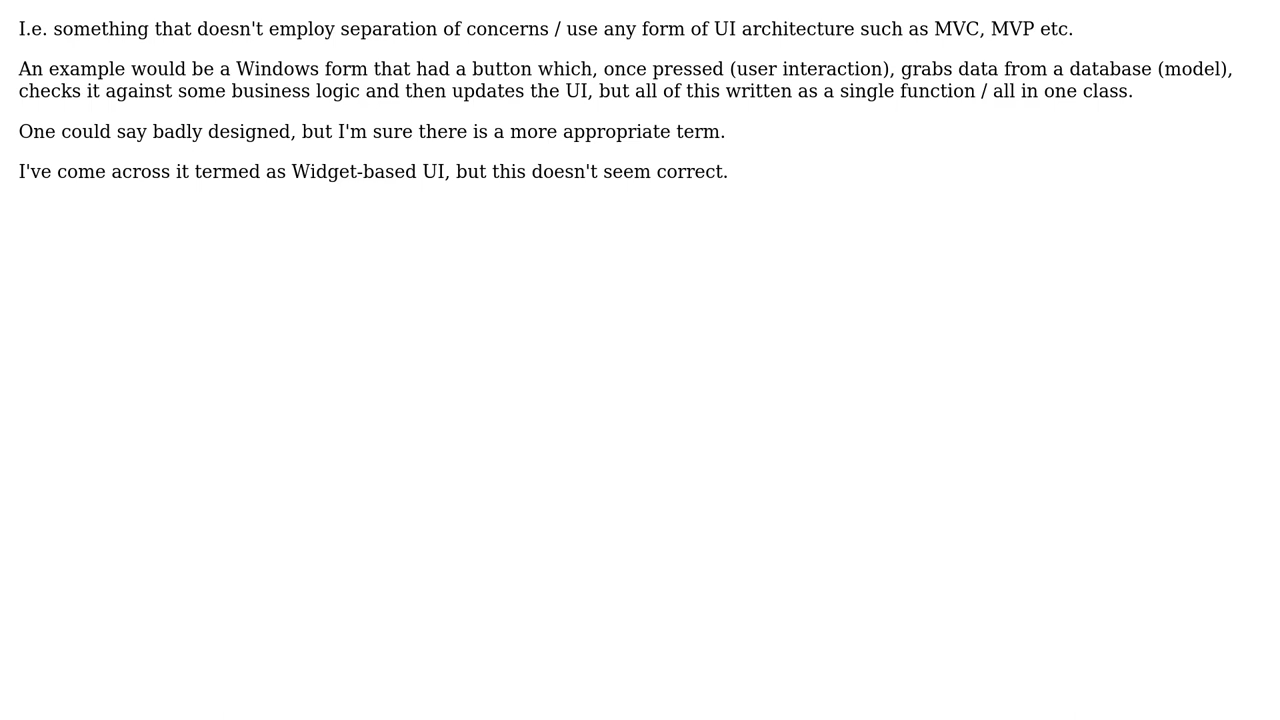 I.e. something that doesn't employ separation of concerns / use any form of UI architecture such as MVC, MVP etc.
An example would be a Windows form that had a button which, once pressed (user interaction), grabs data from a database (model),
checks it against some business logic and then updates the UI, but all of this written as a single function / all in one class.
One could say badly designed, but I'm sure there is a more appropriate term.
I've come across it termed as Widget-based UI, but this doesn't seem correct.